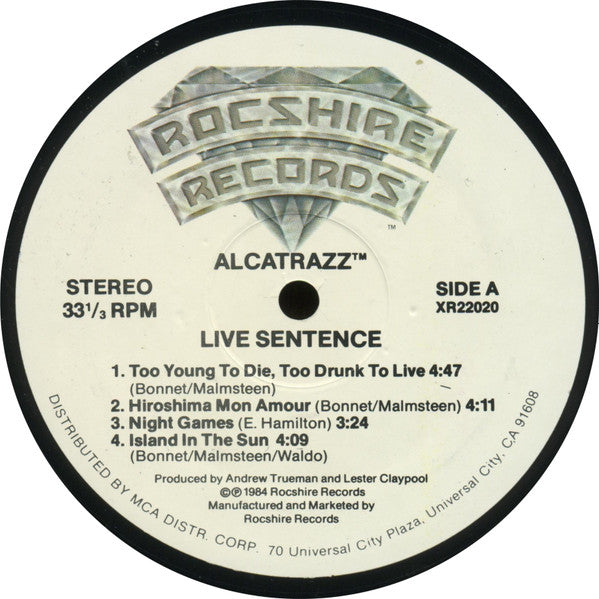 ROCSHIRE
RECORDS
™
ALCATRAZZ™
STEREO
33⅓ RPM
SIDE A
XR22020
LIVE SENTENCE
1. Too Young To Die, Too Drunk To Live 4:47
(Bonnet/Malmsteen)
2. Hiroshima Mon Amour (Bonnet/Malmsteen) 4:11
3. Night Games (E. Hamilton) 3:24
4. Island In The Sun 4:09
(Bonnet/Malmsteen/Waldo)
Produced by Andrew Trueman and Lester Claypool
©℗ 1984 Rocshire Records
Manufactured and Marketed by
Rocshire Records
DISTRIBUTED BY MCA DISTR. CORP. 70 Universal City Plaza, Universal City, CA 91608